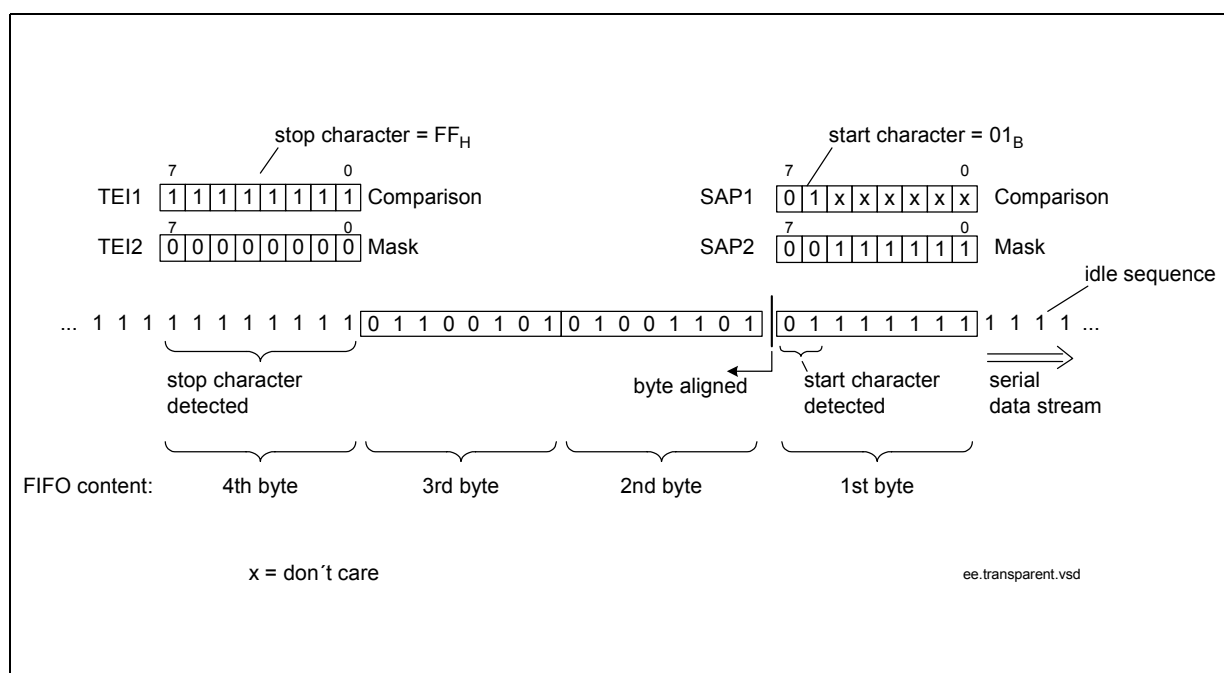 stop character = FFH start character = 01B
7 0 7 0
TEI1 1 1 1 1 1 1 1 1 Comparison SAP1 0 1 x x x x x x Comparison
7 0 7 0
TEI2 0 0 0 0 0 0 0 0 Mask SAP2 0 0 1 1 1 1 1 1 Mask
idle sequence
... 1 1 1 1 1 1 1 1 1 1 1 0 1 1 0 0 1 0 1 0 1 0 0 1 1 0 1 0 1 1 1 1 1 1 1 1 1 1 1 ...
stop character detected
byte aligned
start character detected
serial data stream
FIFO content: 4th byte 3rd byte 2nd byte 1st byte
x = don´t care ee.transparent.vsd